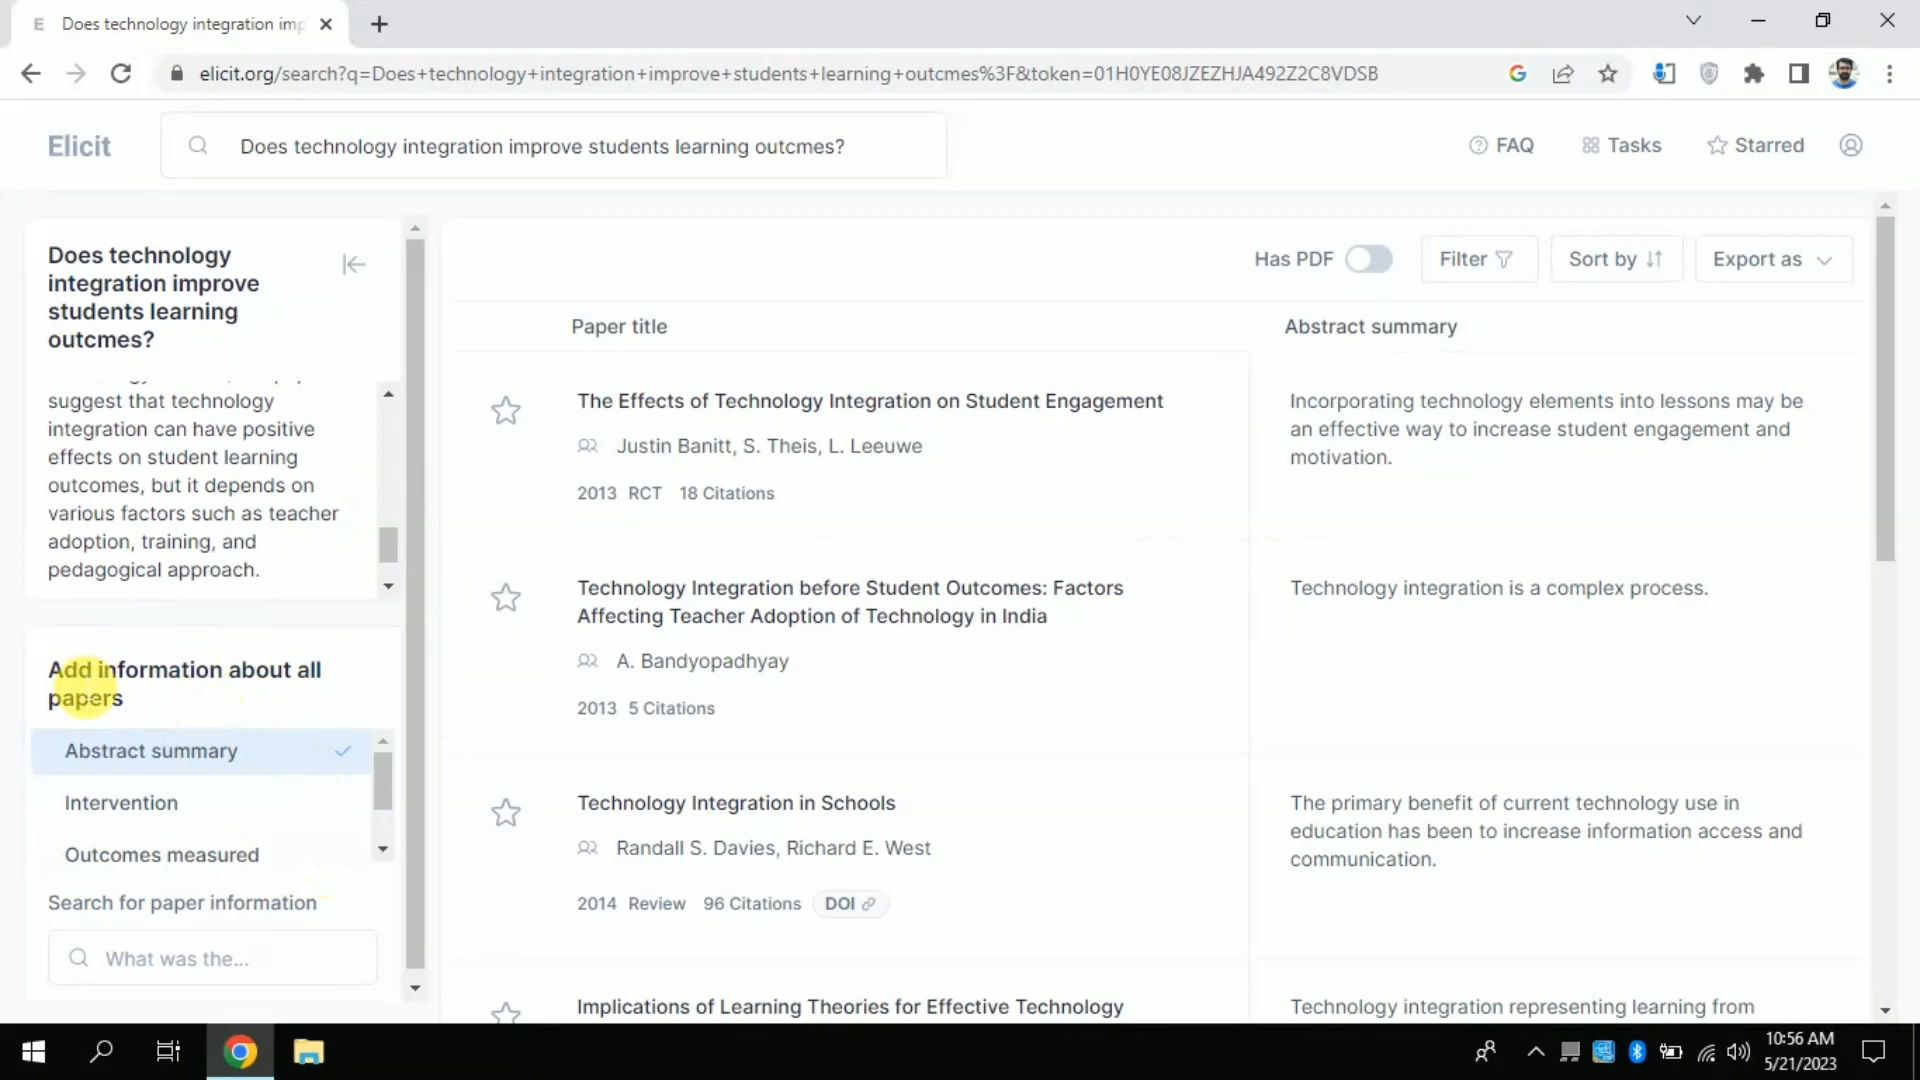 E Does technology integration imp
elicit.org/search?q=Does+technology+integration+improve+students+learning+outcmes%3F&token=01H0YE08JZEZHJA492Z2C8VDSB
Elicit
Does technology integration improve students learning outcmes?
FAQ
Tasks
Starred
Does technology
integration improve
students learning
outcmes?
suggest that technology
integration can have positive
effects on student learning
outcomes, but it depends on
various factors such as teacher
adoption, training, and
pedagogical approach.
Add information about all
papers
Abstract summary
Intervention
Outcomes measured
Search for paper information
What was the...
Has PDF
Filter
Sort by
Export as
Paper title
Abstract summary
The Effects of Technology Integration on Student Engagement
Justin Banitt, S. Theis, L. Leeuwe
2013 RCT 18 Citations
Incorporating technology elements into lessons may be
an effective way to increase student engagement and
motivation.
Technology Integration before Student Outcomes: Factors
Affecting Teacher Adoption of Technology in India
A. Bandyopadhyay
2013 5 Citations
Technology integration is a complex process.
Technology Integration in Schools
Randall S. Davies, Richard E. West
2014 Review 96 Citations DOI
The primary benefit of current technology use in
education has been to increase information access and
communication.
Implications of Learning Theories for Effective Technology
Technology integration representing learning from
10:56 AM
5/21/2023